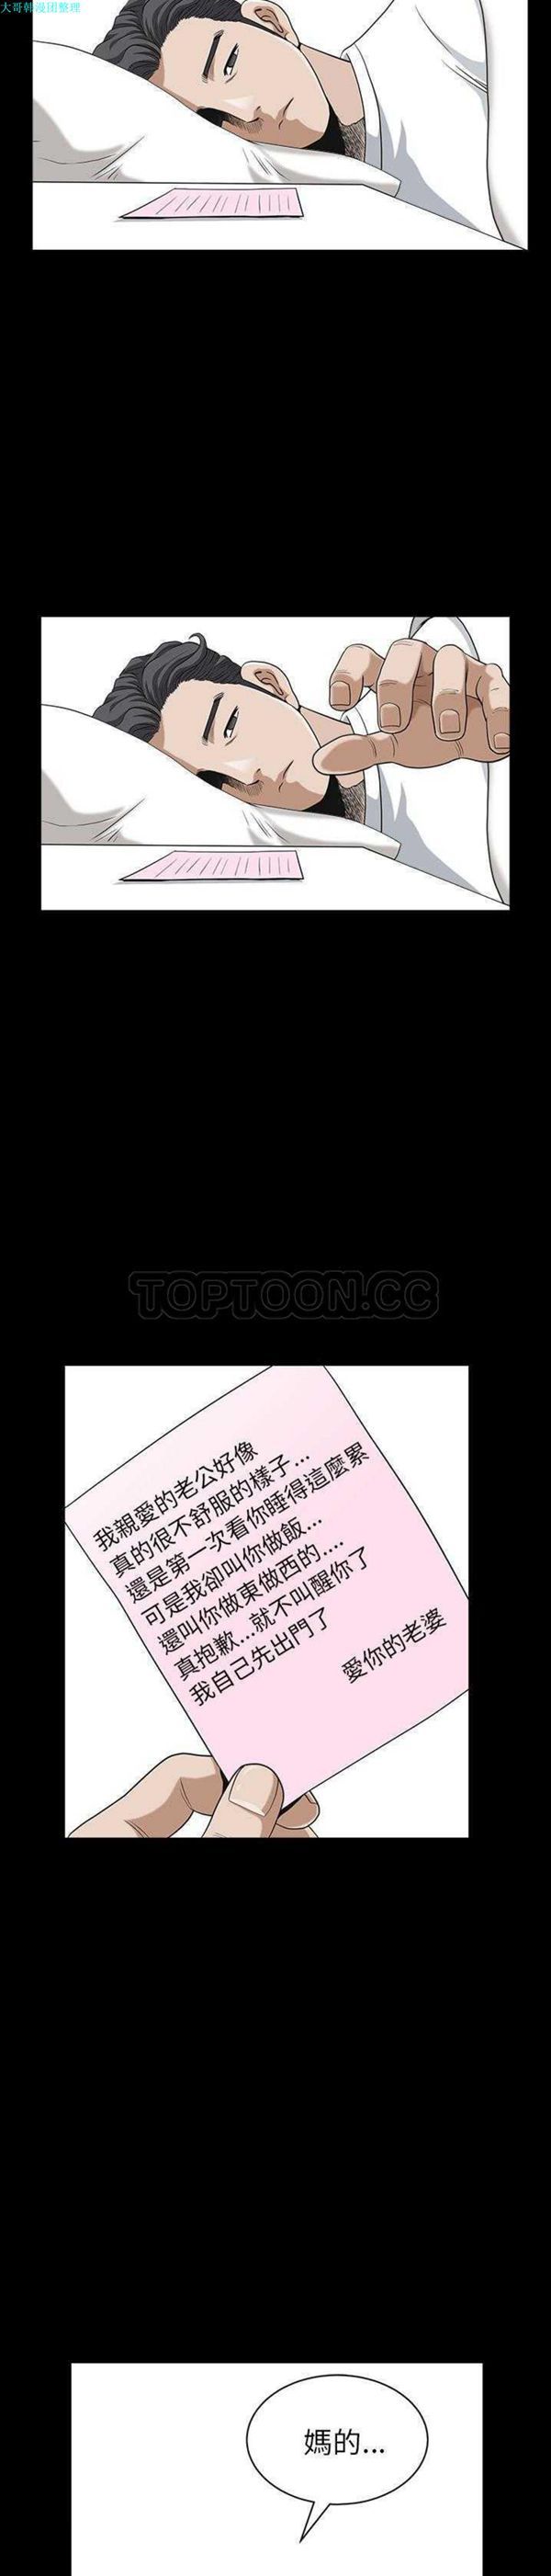 大哥韩漫团整理
TOPTOON.CC
我親愛的老公好像
真的很不舒服的樣子...
還是第一次看你睡得這麼累
可是我卻叫你做飯...
還叫你做東做西的....
真抱歉...就不叫醒你了
我自己先出門了
愛你的老婆
媽的...